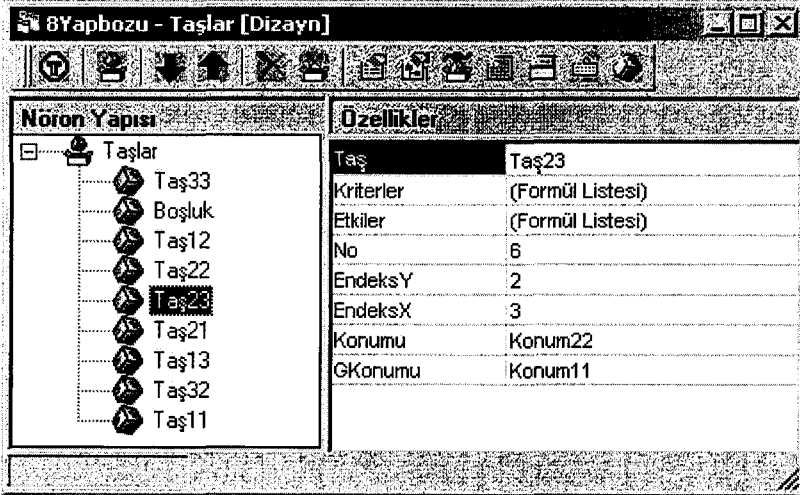 8Yapbozu - Taşlar [Dizayn]
Nöron Yapısı
Özellikler
Taşlar
Taş33
Boşluk
Taş12
Taş22
Taş23
Taş21
Taş13
Taş32
Taş11
Taş Taş23
Kriterler (Formül Listesi)
Etkiler (Formül Listesi)
No 6
EndeksY 2
EndeksX 3
Konumu Konum22
GKonumu Konum11